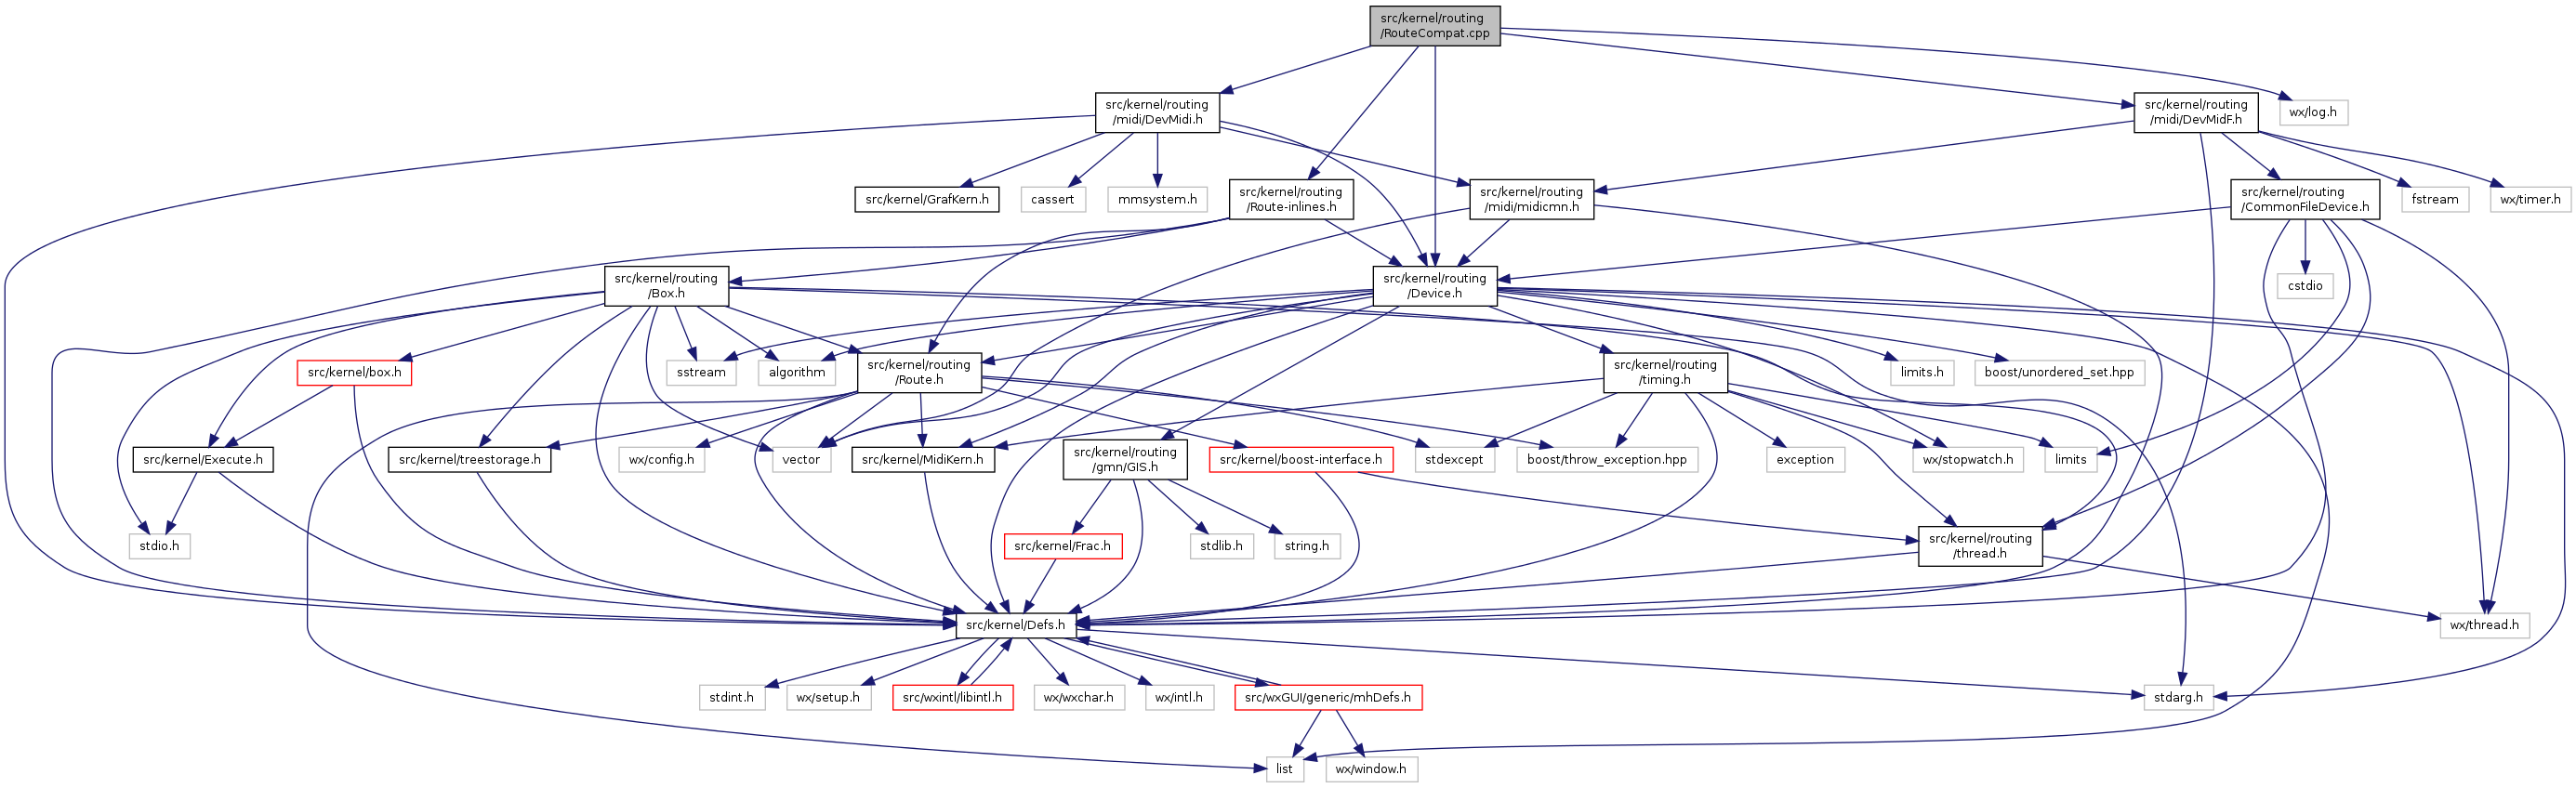 src/kernel/routing
/RouteCompat.cpp
src/kernel/routing
/midi/DevMidi.h
src/kernel/routing
/midi/DevMidF.h
wx/log.h
src/kernel/GrafKern.h
cassert
mmsystem.h
src/kernel/routing
/Route-inlines.h
src/kernel/routing
/midi/midicmn.h
src/kernel/routing
/CommonFileDevice.h
fstream
wx/timer.h
src/kernel/routing
/Box.h
src/kernel/routing
/Device.h
cstdio
src/kernel/box.h
sstream
algorithm
src/kernel/routing
/Route.h
src/kernel/routing
/timing.h
limits.h
boost/unordered_set.hpp
src/kernel/Execute.h
src/kernel/treestorage.h
wx/config.h
vector
src/kernel/MidiKern.h
src/kernel/routing
/gmn/GIS.h
src/kernel/boost-interface.h
stdexcept
boost/throw_exception.hpp
exception
wx/stopwatch.h
limits
stdio.h
src/kernel/Frac.h
stdlib.h
string.h
src/kernel/routing
/thread.h
src/kernel/Defs.h
wx/thread.h
stdint.h
wx/setup.h
src/wxintl/libintl.h
wx/wxchar.h
wx/intl.h
src/wxGUI/generic/mhDefs.h
stdarg.h
list
wx/window.h